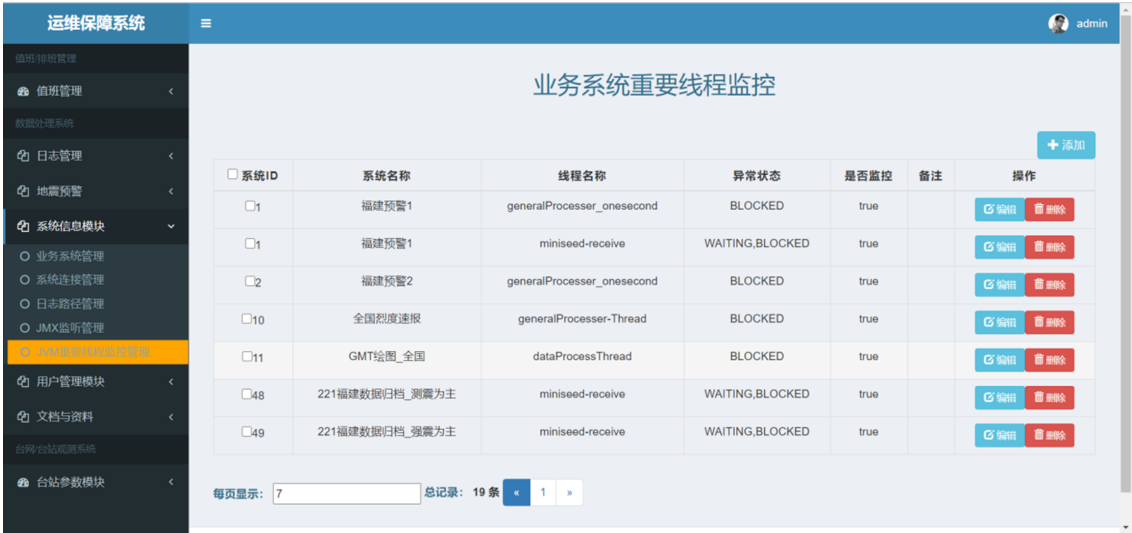 运维保障系统
admin
值班/排班管理
值班管理
数据处理系统
日志管理
地震预警
系统信息模块
业务系统管理
系统连接管理
日志路径管理
JMX监听管理
JVM重要线程监控管理
用户管理模块
文档与资料
台网/台站观测系统
台站参数模块
业务系统重要线程监控
添加
系统ID 系统名称 线程名称 异常状态 是否监控 备注 操作
1 福建预警1 generalProcesser_onesecond BLOCKED true 编辑 删除
1 福建预警1 miniseed-receive WAITING,BLOCKED true 编辑 删除
2 福建预警2 generalProcesser_onesecond BLOCKED true 编辑 删除
10 全国烈度速报 generalProcesser-Thread BLOCKED true 编辑 删除
11 GMT绘图_全国 dataProcessThread BLOCKED true 编辑 删除
48 221福建数据归档_测震为主 miniseed-receive WAITING,BLOCKED true 编辑 删除
49 221福建数据归档_强震为主 miniseed-receive WAITING,BLOCKED true 编辑 删除
每页显示： 7 总记录： 19 条 « 1 »